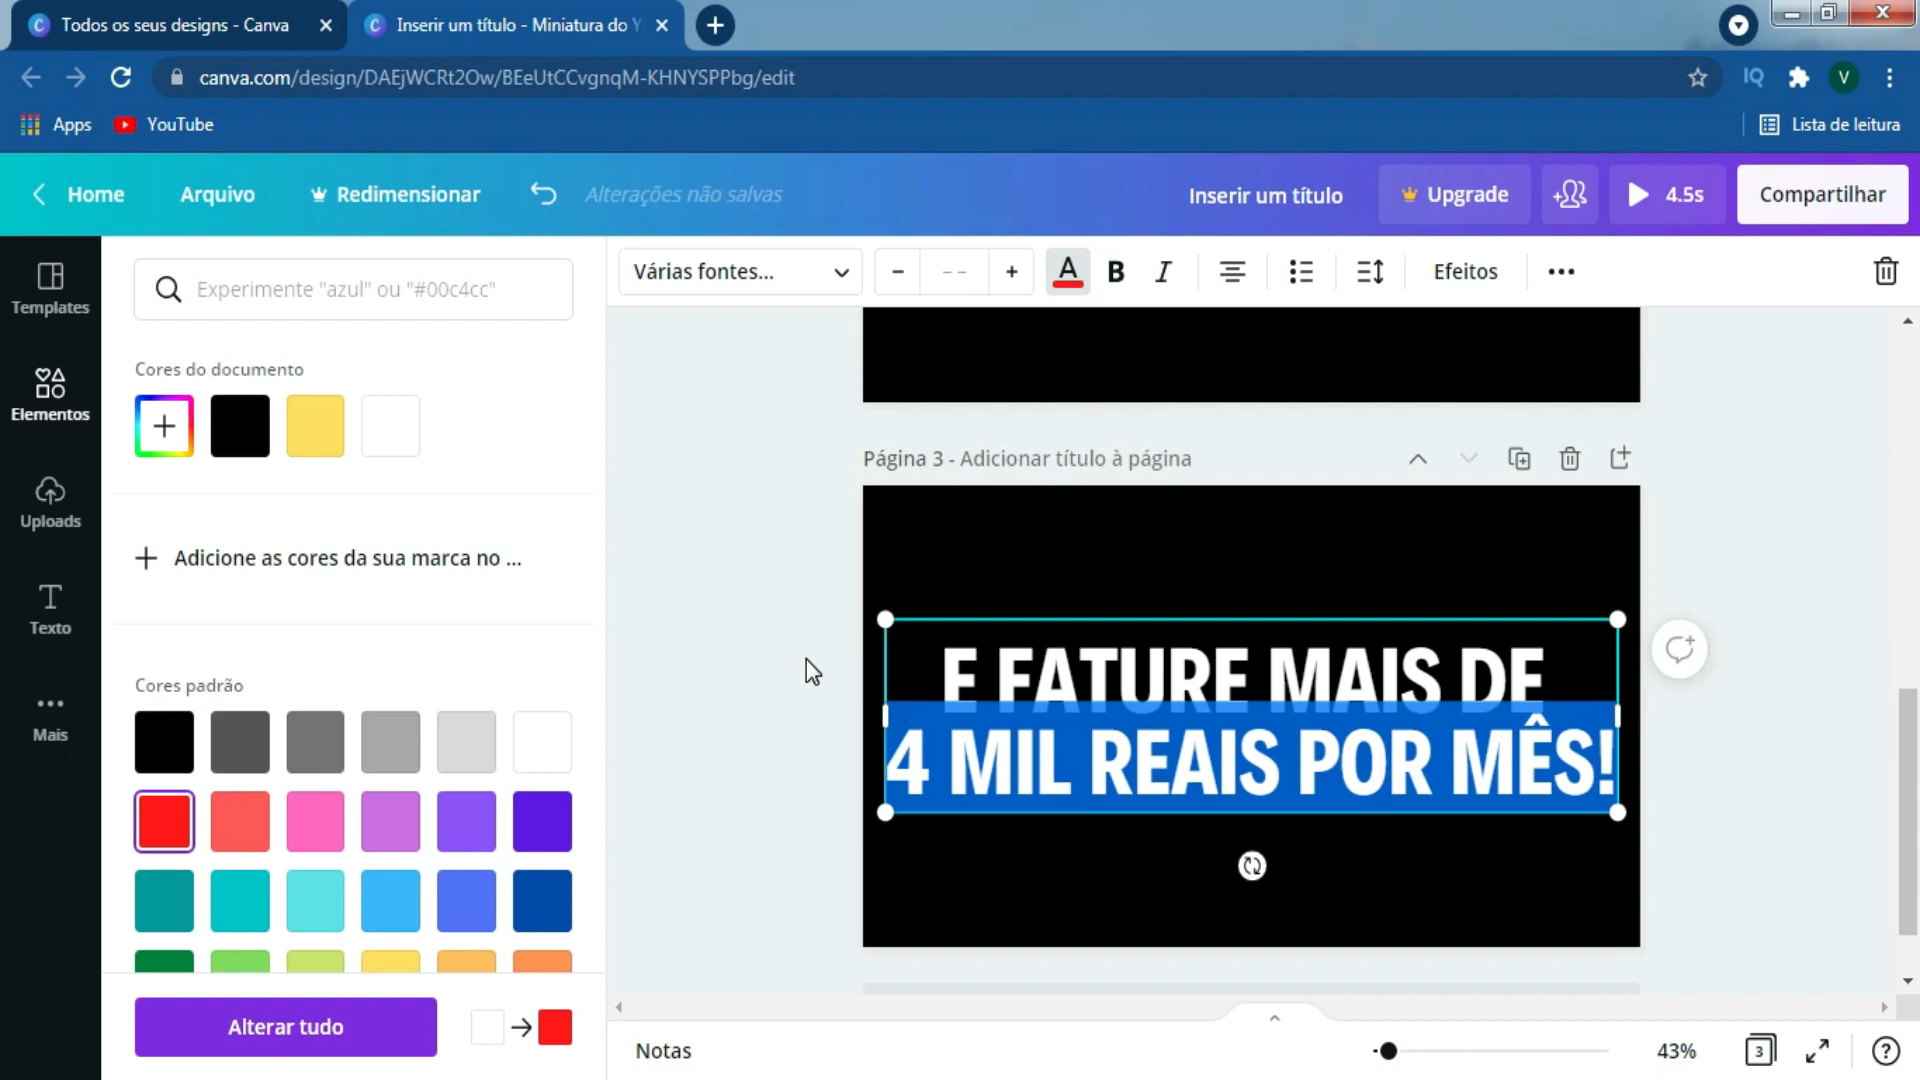 Todos os seus designs - Canva
Inserir um título - Miniatura do Y
canva.com/design/DAEjWCRt2Ow/BEeUtCCvgnqM-KHNYSPPbg/edit
IQ
V
Apps
YouTube
Lista de leitura
Home
Arquivo
Redimensionar
Alterações não salvas
Inserir um título
Upgrade
4.5s
Compartilhar
Templates
Elementos
Uploads
Texto
Mais
Experimente "azul" ou "#00c4cc"
Cores do documento
Adicione as cores da sua marca no ...
Cores padrão
Alterar tudo
Várias fontes...
- -
A
B
I
Efeitos
Página 3 - Adicionar título à página
E FATURE MAIS DE
4 MIL REAIS POR MÊS!
Notas
43%
3
?